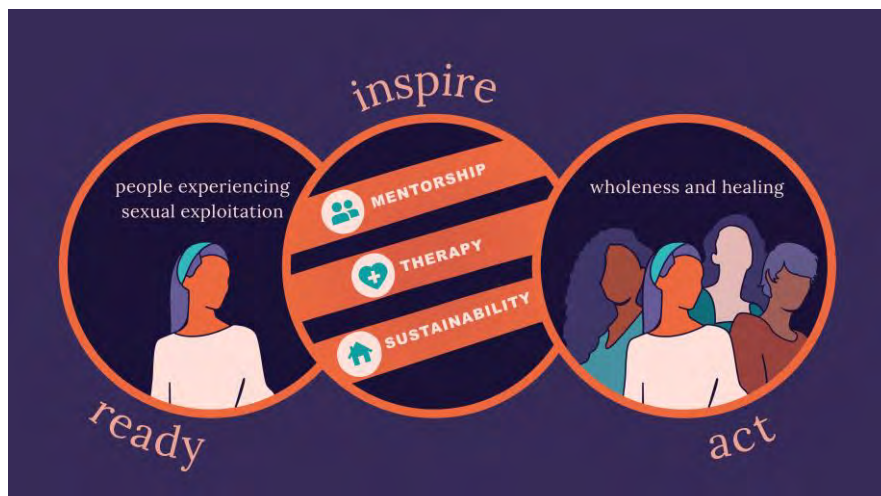 inspire
people experiencing
sexual exploitation
MENTORSHIP
THERAPY
SUSTAINABILITY
wholeness and healing
ready
act